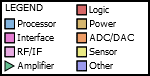 LEGEND
Processor
Interface
RF/IF
Amplifier
Logic
Power
ADC/DAC
Sensor
Other